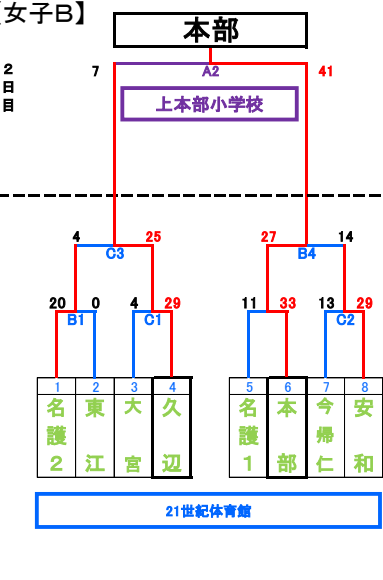 【女子B】
本部
2日目
7 A2 41
上本部小学校
4 25 27 14
C3 B4
20 0 4 29 11 33 13 29
B1 C1 C2
1 2 3 4 5 6 7 8
名護2 東江 大宮 久辺 名護1 本部 今帰仁 安和
21世紀体育館